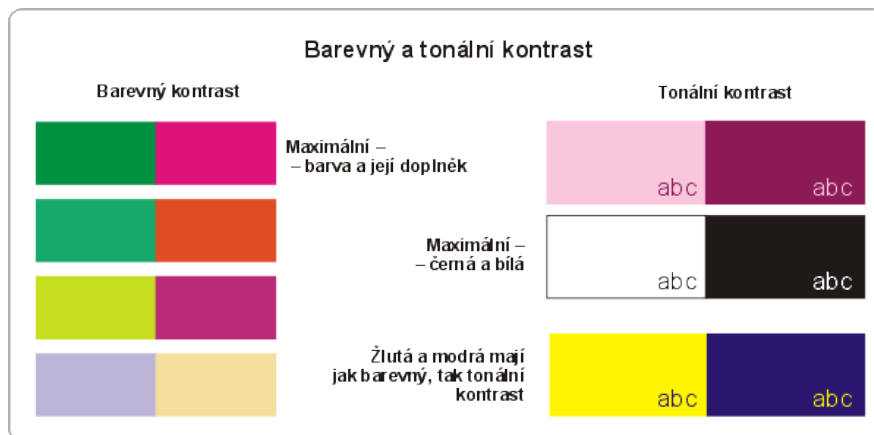 Barevný a tonální kontrast
Barevný kontrast
Maximální –
– barva a její doplněk
Tonální kontrast
abc abc
Maximální –
– černá a bílá
abc abc
Žlutá a modrá mají
jak barevný, tak tonální
kontrast
abc abc